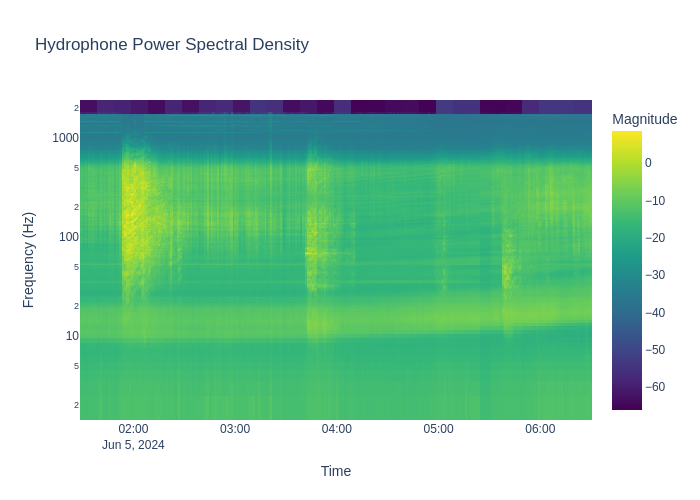 Hydrophone Power Spectral Density
Magnitude
2
1000
5
2
100
5
2
10
5
2
Frequency (Hz)
0
−10
−20
−30
−40
−50
−60
02:00 03:00 04:00 05:00 06:00
Jun 5, 2024
Time